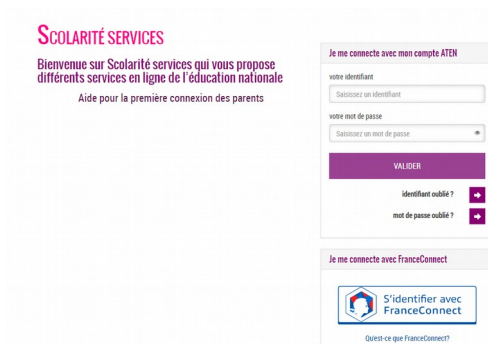 SCOLARITÉ SERVICES
Bienvenue sur Scolarité services qui vous propose
différents services en ligne de l'éducation nationale
Aide pour la première connexion des parents
Je me connecte avec mon compte ATEN
votre identifiant
Saisissez un identifiant
votre mot de passe
Saisissez un mot de passe
VALIDER
identifiant oublié ?
mot de passe oublié ?
Je me connecte avec FranceConnect
S'identifier avec
FranceConnect
Qu'est-ce que FranceConnect?